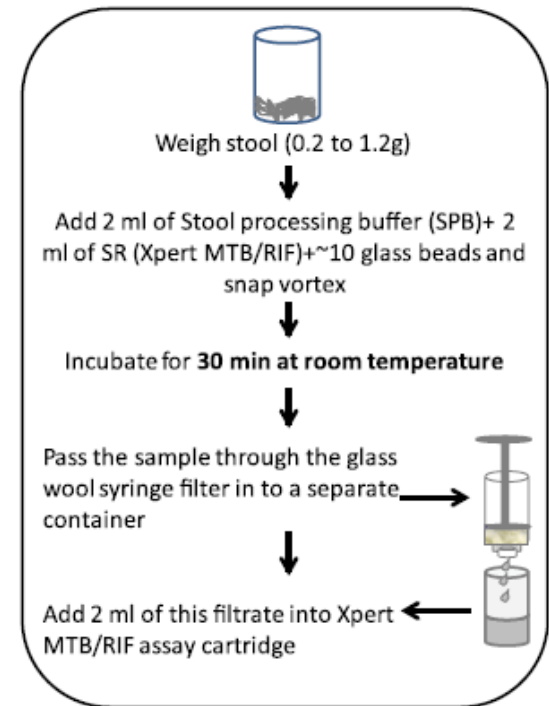 Weigh stool (0.2 to 1.2g)
Add 2 ml of Stool processing buffer (SPB)+ 2
ml of SR (Xpert MTB/RIF)+~10 glass beads and
snap vortex
Incubate for 30 min at room temperature
Pass the sample through the glass
wool syringe filter in to a separate
container
Add 2 ml of this filtrate into Xpert
MTB/RIF assay cartridge